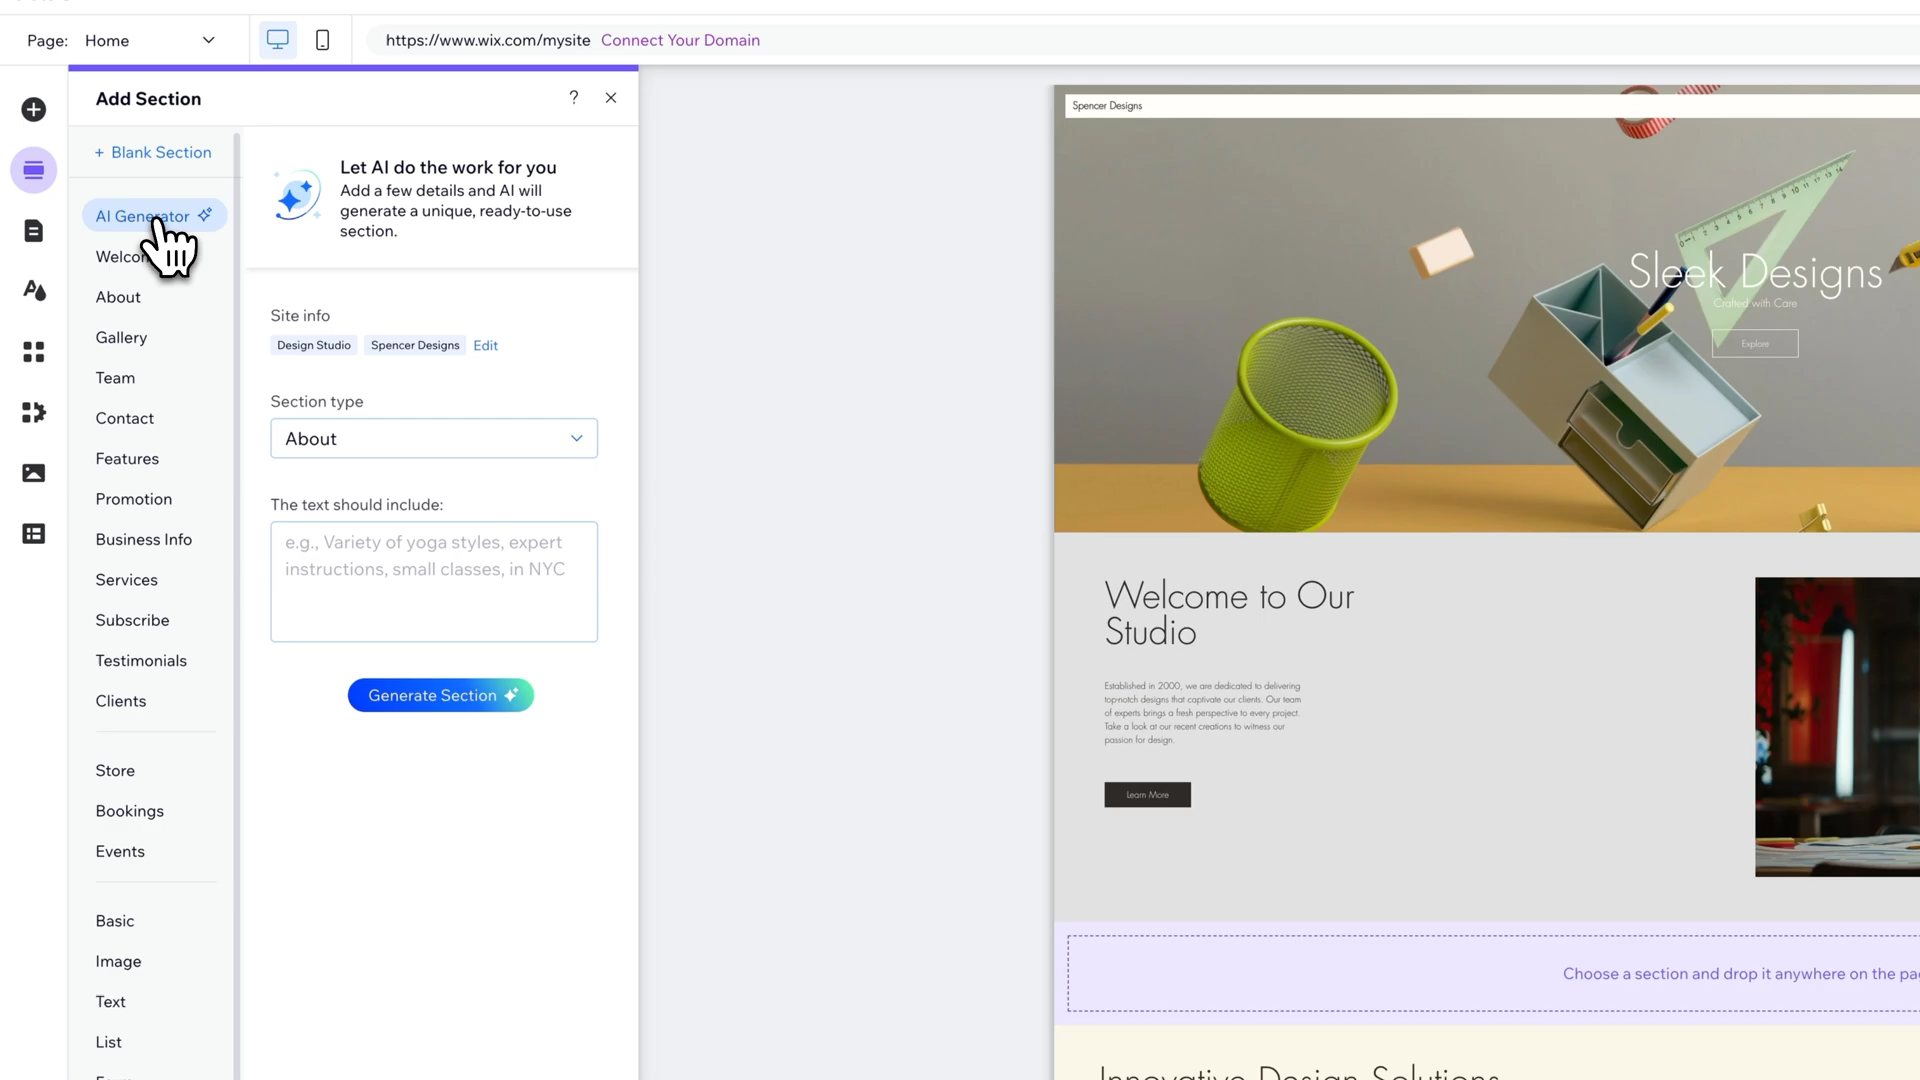 Page: Home
https://www.wix.com/mysite Connect Your Domain
Add Section
?
+ Blank Section
AI Generator
About
Gallery
Team
Contact
Features
Promotion
Business Info
Services
Subscribe
Testimonials
Clients
Store
Bookings
Events
Basic
Image
Text
List
Let AI do the work for you
Add a few details and AI will
generate a unique, ready-to-use
section.
Site info
Design Studio Spencer Designs Edit
Section type
About
The text should include:
e.g., Variety of yoga styles, expert
instructions, small classes, in NYC
Generate Section
Spencer Designs
Sleek Designs
Crafted with Care
Explore
Welcome to Our
Studio
Established in 2000, we are dedicated to delivering
top-notch designs that captivate our clients. Our team
of experts brings a fresh perspective to every project.
Take a look at our recent creations to witness our
passion for design.
Learn More
Choose a section and drop it anywhere on the
Innovative Design Solutions